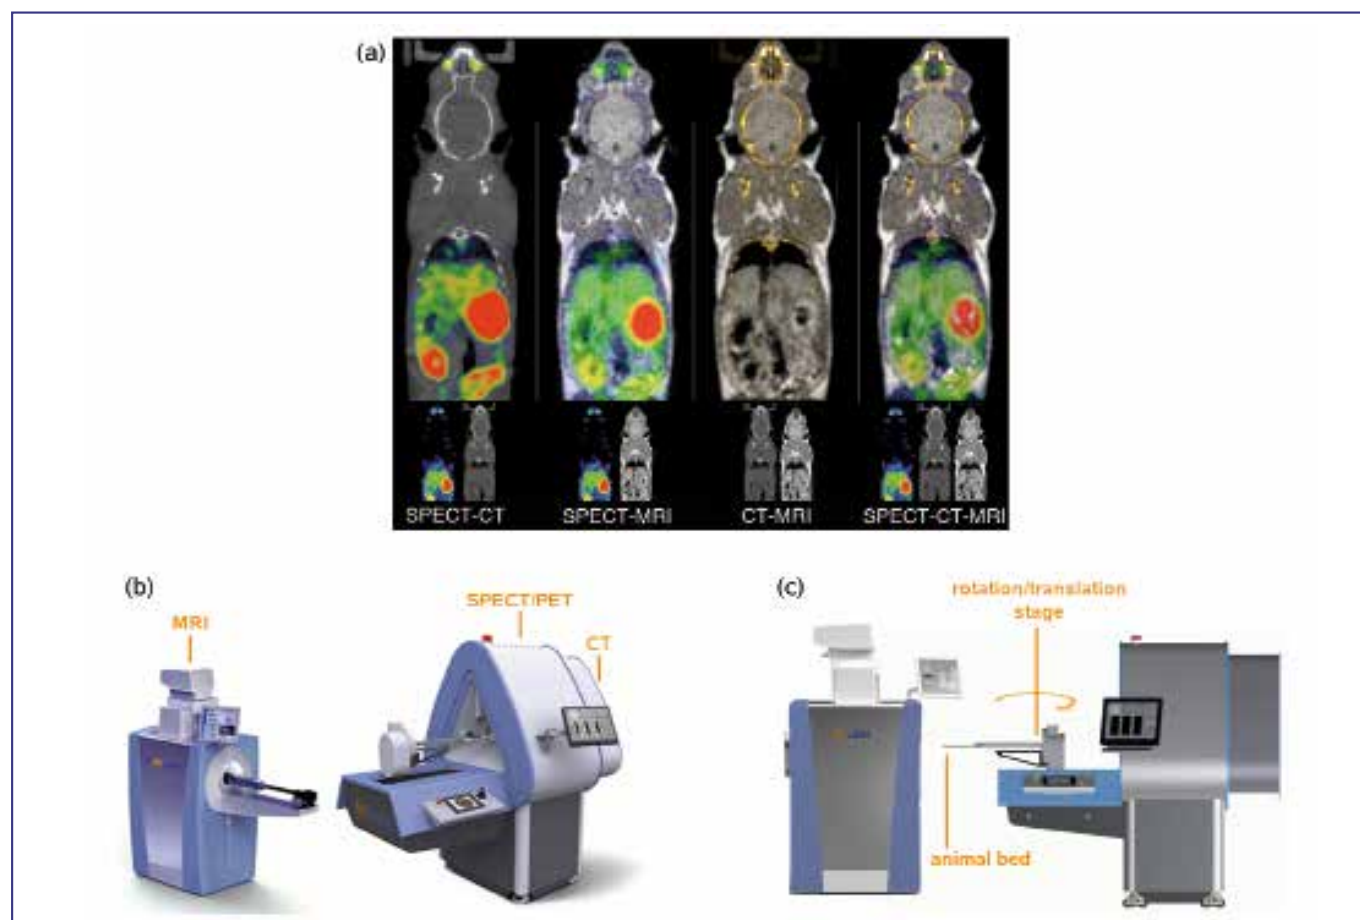 (a)
SPECT-CT
SPECT-MRI
CT-MRI
SPECT-CT-MRI
(b)
MRI
SPECT/PET
CT
(c)
rotation/translation
stage
animal bed